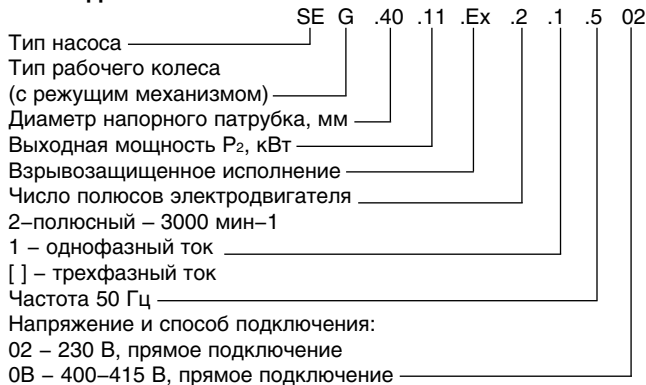 SE G .40 .11 .Ex .2 .1 .5 02
Тип насоса
Тип рабочего колеса
(с режущим механизмом)
Диаметр напорного патрубка, мм
Выходная мощность P₂, кВт
Взрывозащищенное исполнение
Число полюсов электродвигателя
2–полюсный – 3000 мин–1
1 – однофазный ток
[ ] – трехфазный ток
Частота 50 Гц
Напряжение и способ подключения:
02 – 230 В, прямое подключение
0В – 400–415 В, прямое подключение